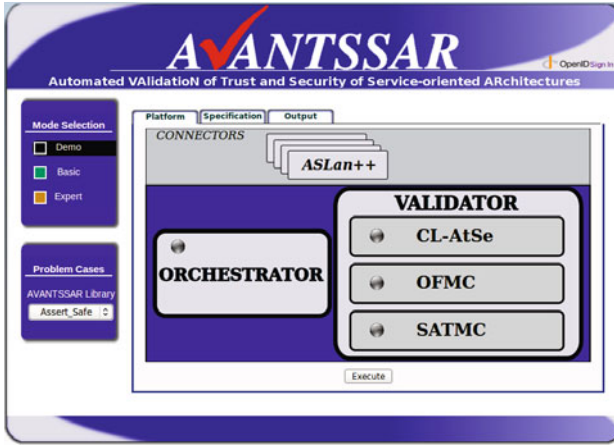 AVANTSSAR
OpenID Sign In
Automated VAlidatioN of Trust and Security of Service-oriented ARchitectures
Mode Selection
Demo
Basic
Expert
Problem Cases
AVANTSSAR Library
Assert_Safe
Platform Specification Output
CONNECTORS
ASLan++
ORCHESTRATOR
VALIDATOR
CL-AtSe
OFMC
SATMC
Execute